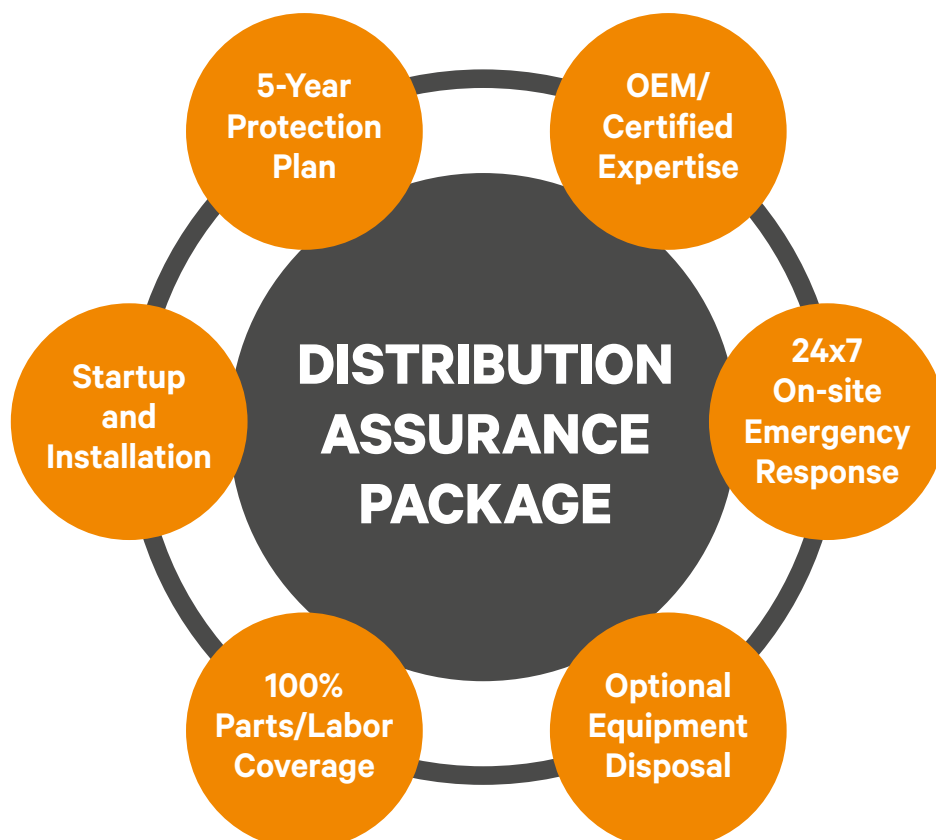 5-Year
Protection
Plan
OEM/
Certified
Expertise
Startup
and
Installation
DISTRIBUTION
ASSURANCE
PACKAGE
24x7
On-site
Emergency
Response
100%
Parts/Labor
Coverage
Optional
Equipment
Disposal